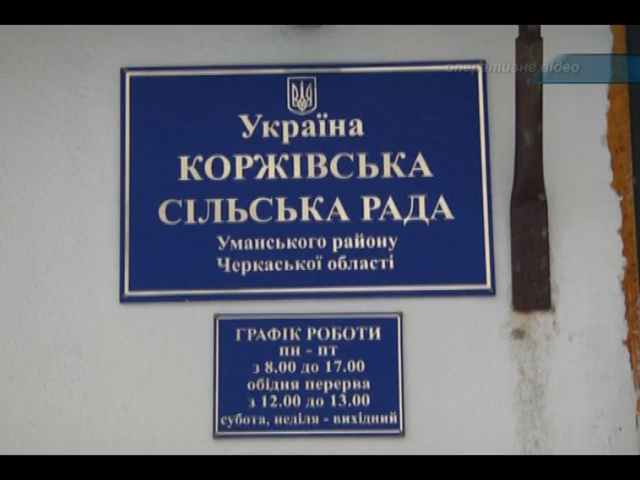 оперативне відео
Україна
КОРЖІВСЬКА
СІЛЬСЬКА РАДА
Уманського району
Черкаської області
ГРАФІК РОБОТИ
пн - пт
з 8.00 до 17.00
обідня перерва
з 12.00 до 13.00
субота, неділя - вихідний